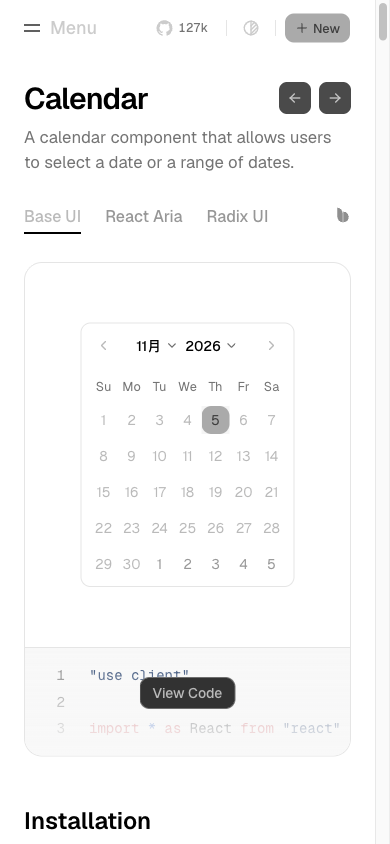 Menu 127k New
Calendar
A calendar component that allows users
to select a date or a range of dates.
Base UI React Aria Radix UI
11月 2026
Su Mo Tu We Th Fr Sa
1 2 3 4 5 6 7
8 9 10 11 12 13 14
15 16 17 18 19 20 21
22 23 24 25 26 27 28
29 30 1 2 3 4 5
1 "use client"
View Code
2
3 import * as React from "react"
Installation